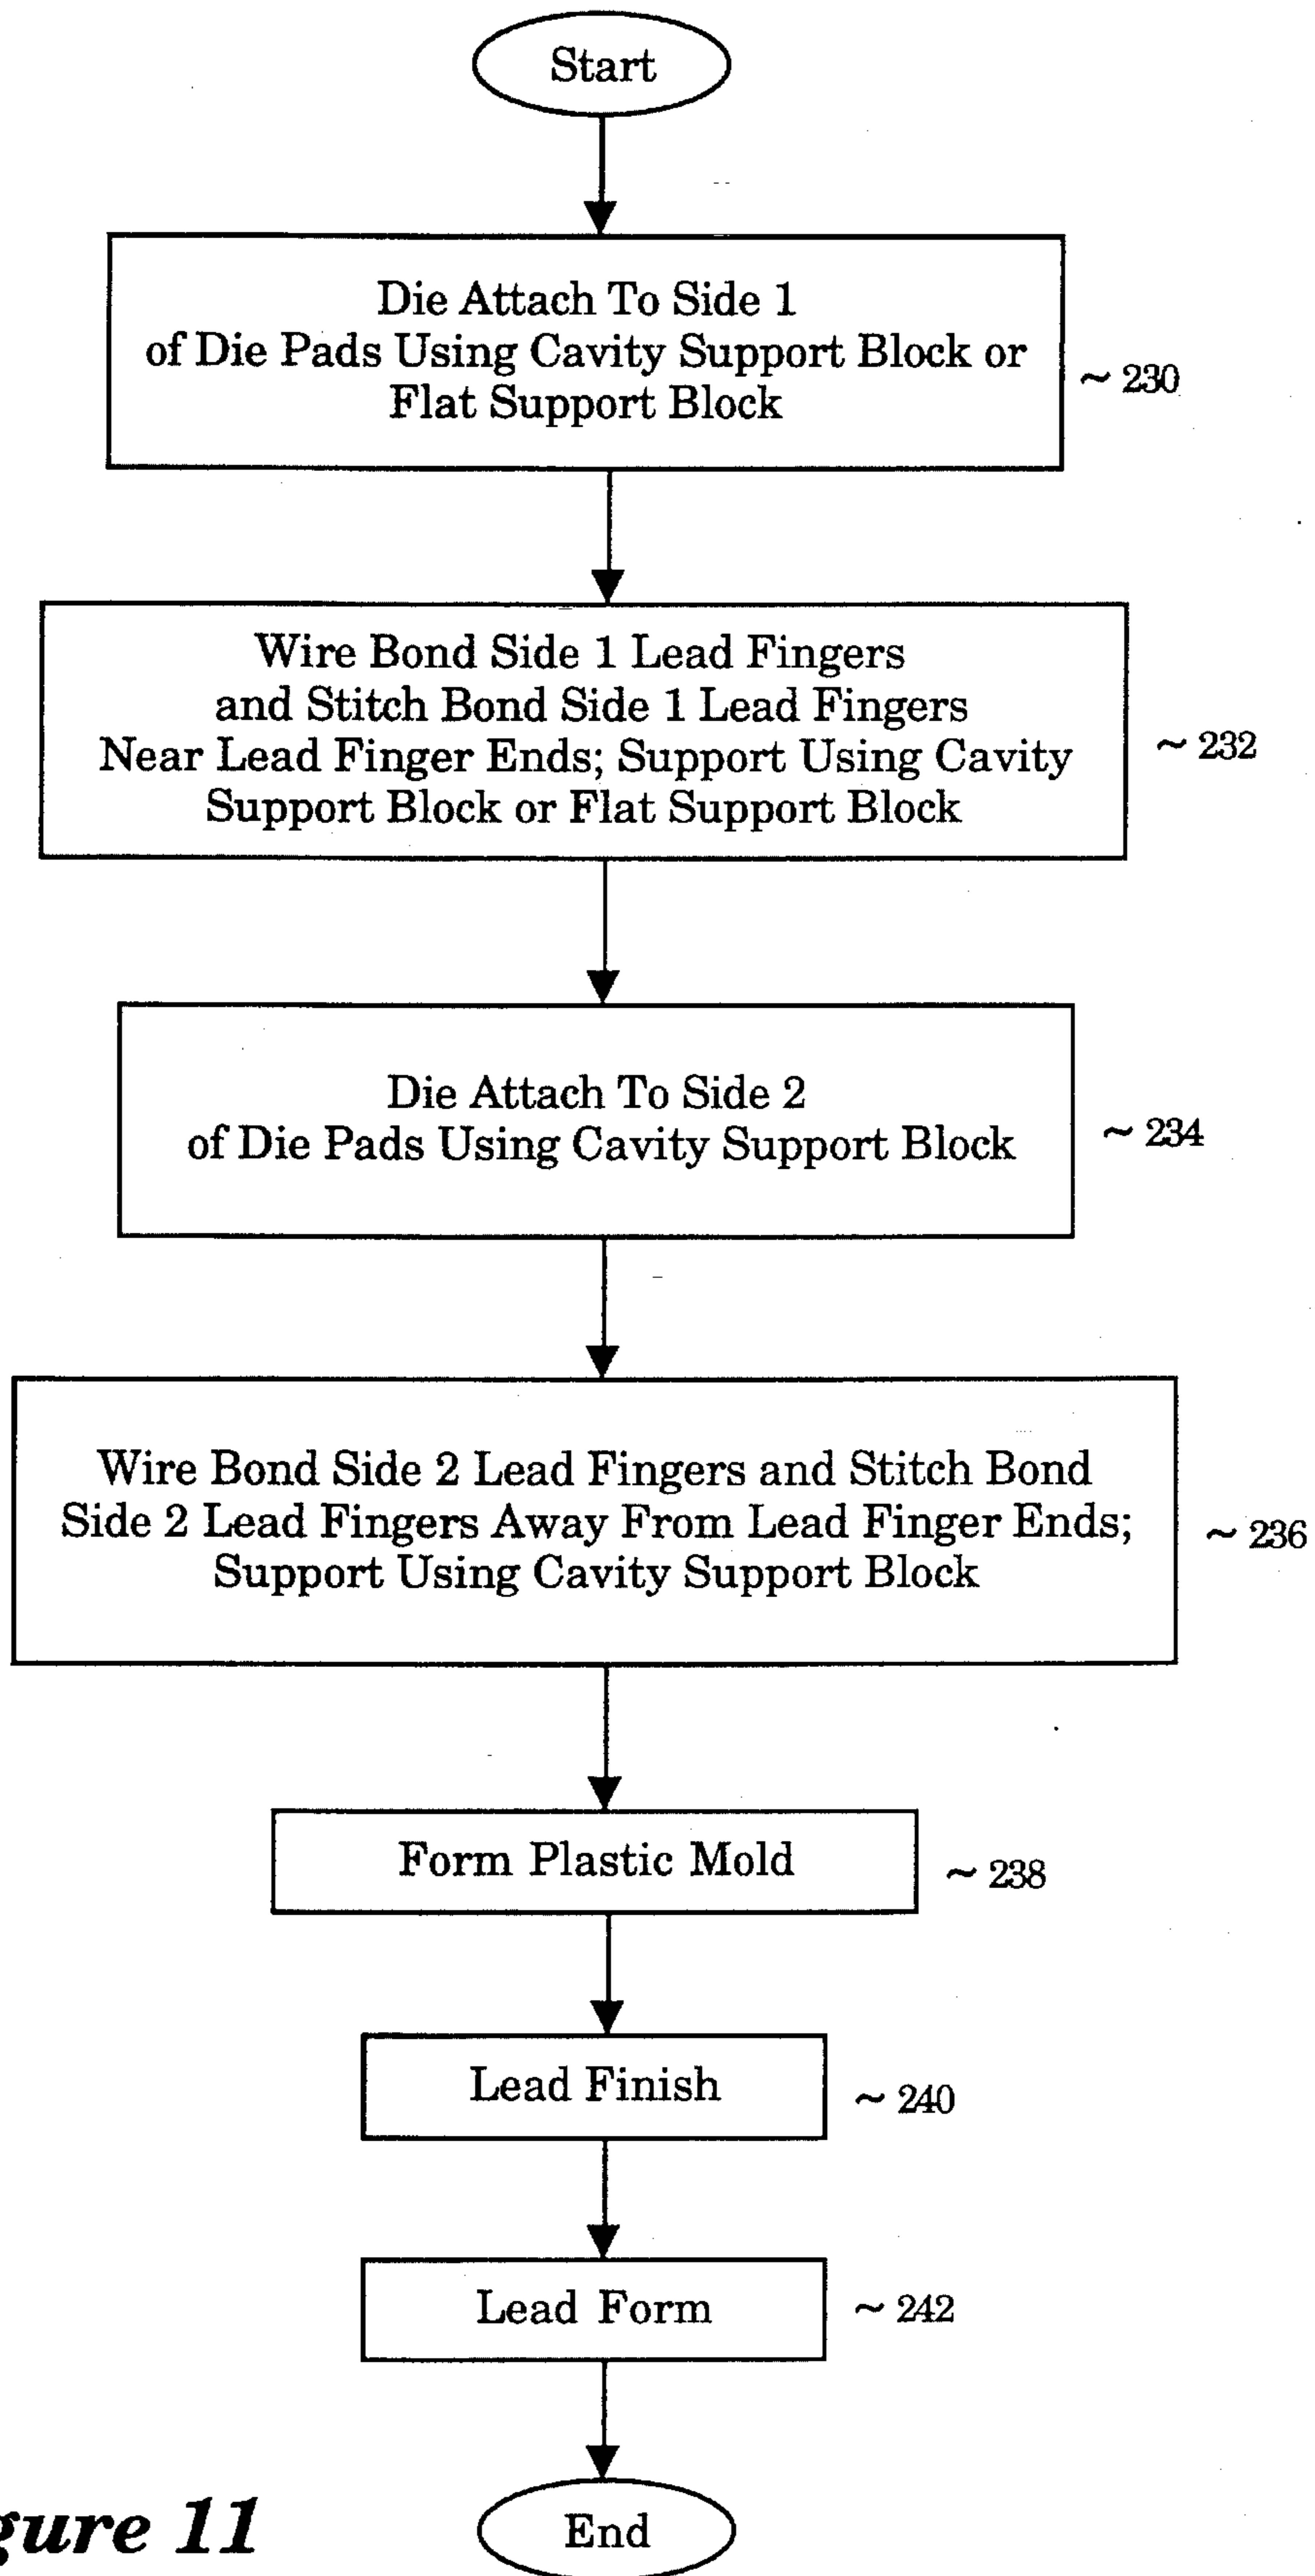 Start
Die Attach To Side 1
of Die Pads Using Cavity Support Block or
Flat Support Block
~ 230
Wire Bond Side 1 Lead Fingers
and Stitch Bond Side 1 Lead Fingers
Near Lead Finger Ends; Support Using Cavity
Support Block or Flat Support Block
~ 232
Die Attach To Side 2
of Die Pads Using Cavity Support Block
~ 234
Wire Bond Side 2 Lead Fingers and Stitch Bond
Side 2 Lead Fingers Away From Lead Finger Ends;
Support Using Cavity Support Block
~ 236
Form Plastic Mold
~ 238
Lead Finish
~ 240
Lead Form
~ 242
End
gure 11